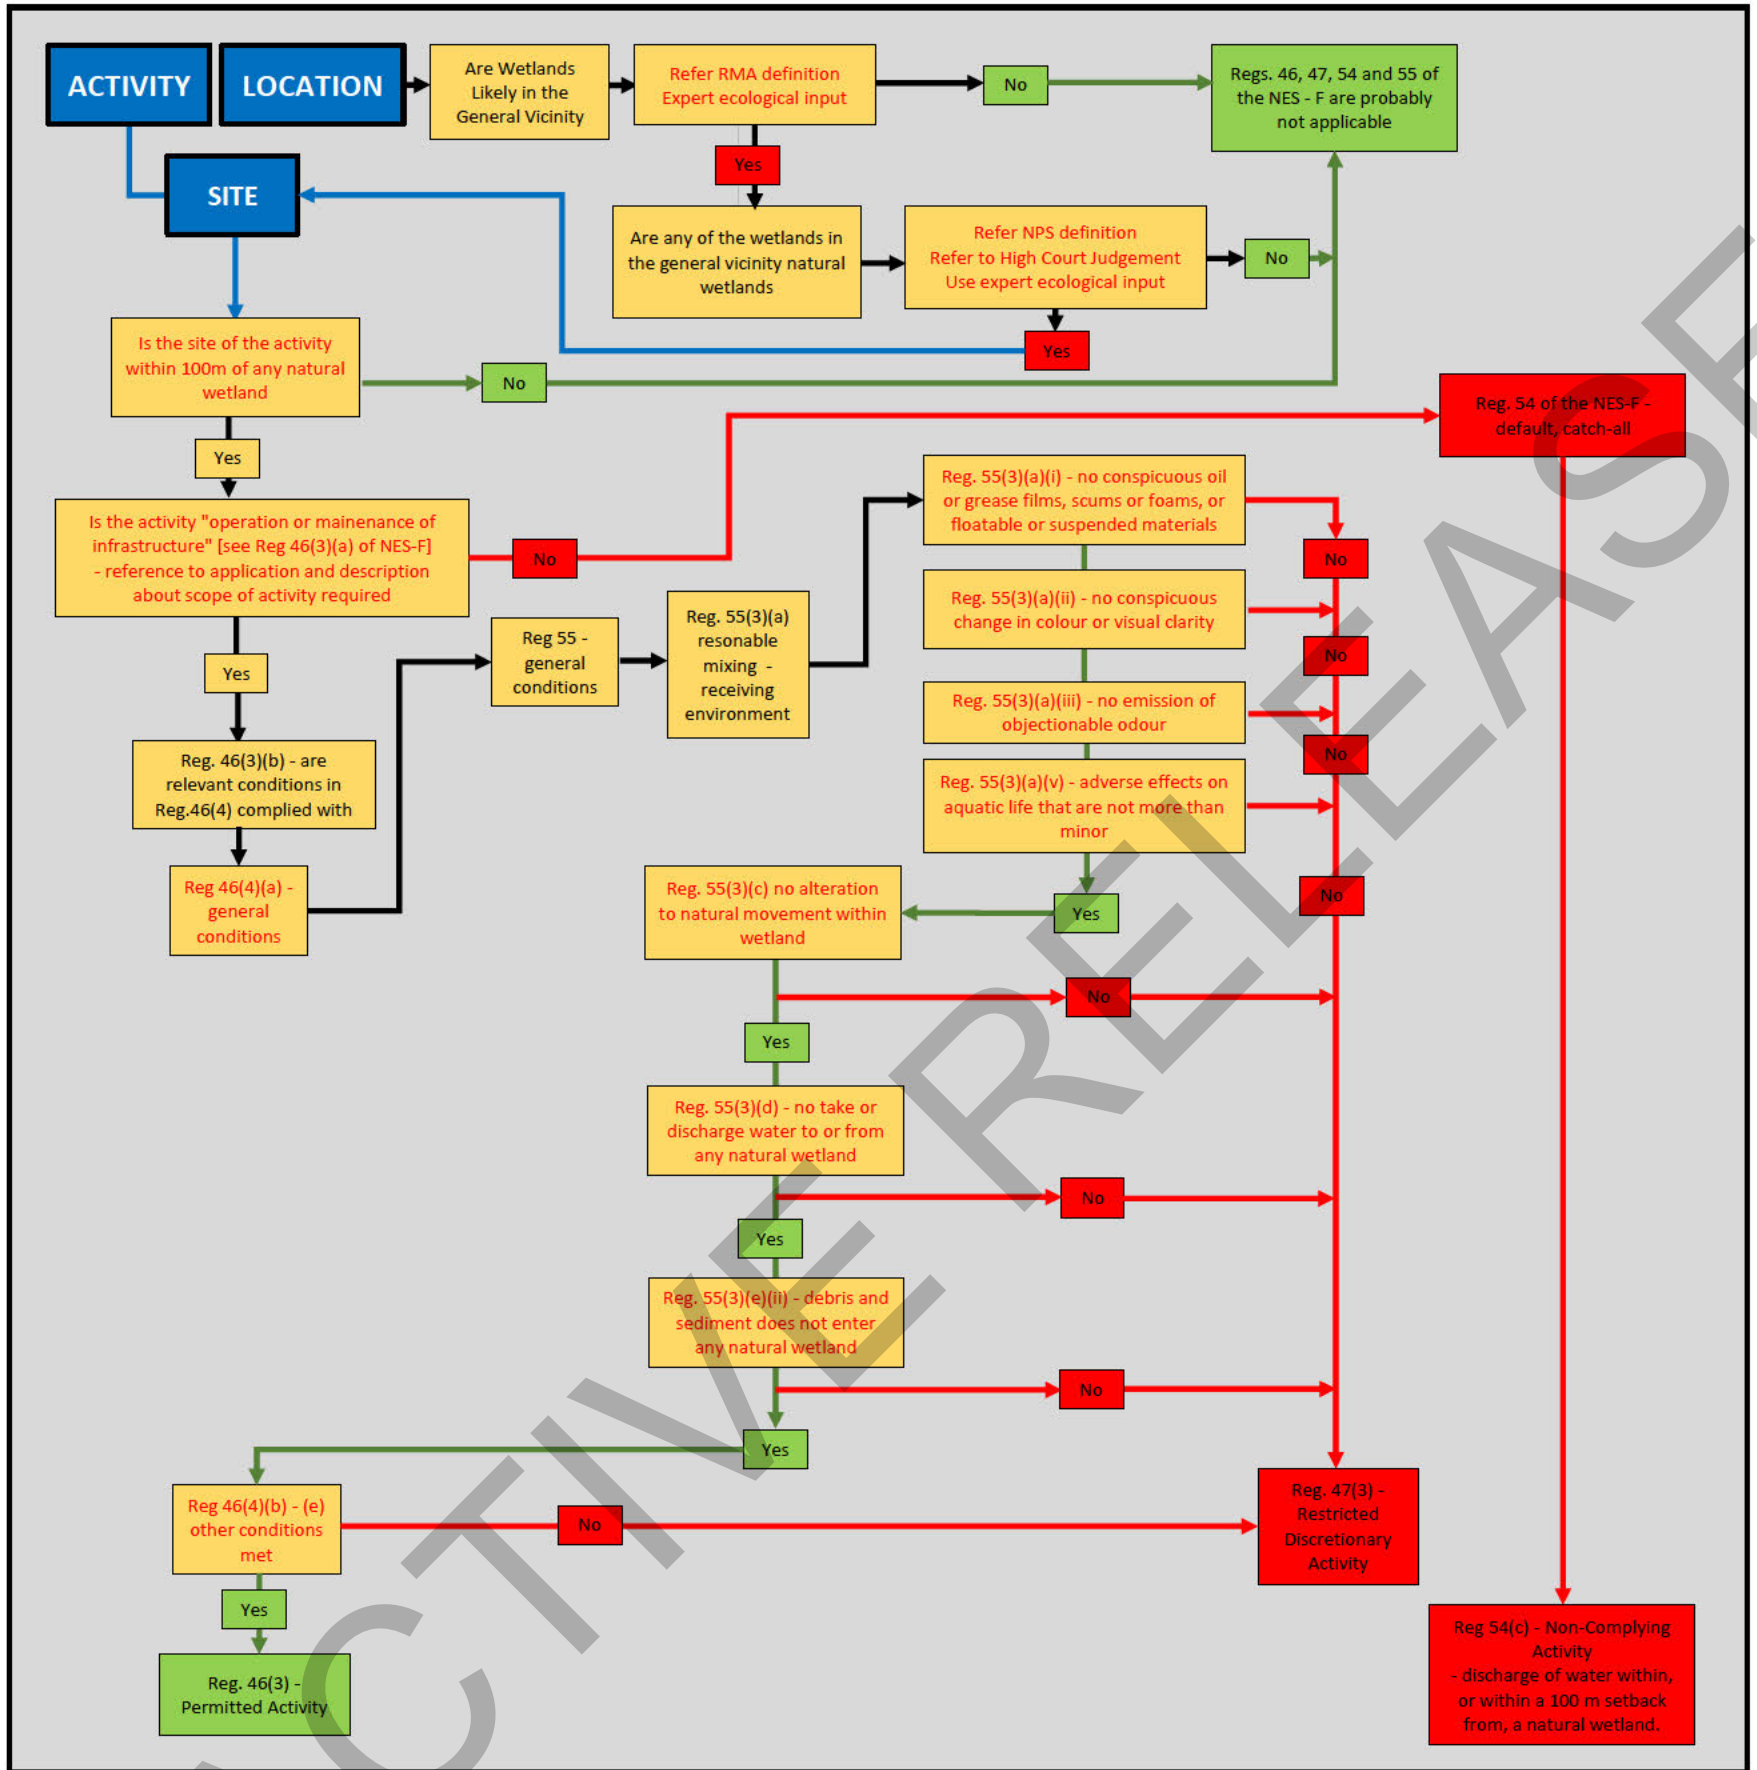 ACTIVITY
LOCATION
Are Wetlands
Likely in the
General Vicinity
Refer RMA definition
Expert ecological input
No
Regs. 46, 47, 54 and 55 of
the NES - F are probably
not applicable
Yes
SITE
Are any of the wetlands in
the general vicinity natural
wetlands
Refer NPS definition
Refer to High Court Judgement
Use expert ecological input
No
Yes
Is the site of the activity
within 100m of any natural
wetland
No
Yes
Reg. 54 of the NES-F -
default, catch-all
Is the activity "operation or mainenance of
infrastructure" [see Reg 46(3)(a) of NES-F]
- reference to application and description
about scope of activity required
No
Yes
Reg. 46(3)(b) - are
relevant conditions in
Reg.46(4) complied with
Reg 46(4)(a) -
general
conditions
Reg 55 -
general
conditions
Reg. 55(3)(a)
resonable
mixing -
receiving
environment
Reg. 55(3)(a)(i) - no conspicuous oil
or grease films, scums or foams, or
floatable or suspended materials
No
Reg. 55(3)(a)(ii) - no conspicuous
change in colour or visual clarity
No
Reg. 55(3)(a)(iii) - no emission of
objectionable odour
No
Reg. 55(3)(a)(v) - adverse effects on
aquatic life that are not more than
minor
No
Yes
Reg. 55(3)(c) no alteration
to natural movement within
wetland
No
Yes
Reg. 55(3)(d) - no take or
discharge water to or from
any natural wetland
No
Yes
Reg. 55(3)(e)(ii) - debris and
sediment does not enter
any natural wetland
No
Yes
Reg 46(4)(b) - (e)
other conditions
met
No
Reg. 47(3) -
Restricted
Discretionary
Activity
Yes
Reg. 46(3) -
Permitted Activity
Reg 54(c) - Non-Complying
Activity
- discharge of water within,
or within a 100 m setback
from, a natural wetland.